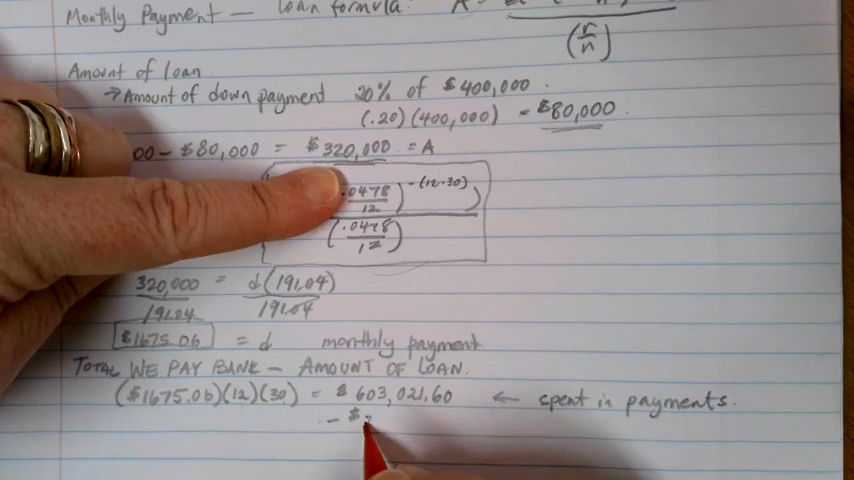 Monthly Payment — loan formula: A =
(r/n)
Amount of loan
→ Amount of down payment 20% of $400,000.
(.20)(400,000) = $80,000
00 - $80,000 = $320,000 = A
.0478/12)^-(12·30))
(.0478/12)
320,000 = d(191.04)
191.04 191.04
$1675.06 = d monthly payment
TOTAL WE PAY BANK - AMOUNT OF LOAN.
($1675.06)(12)(30) = $603,021.60 ← spent in payments.
- $